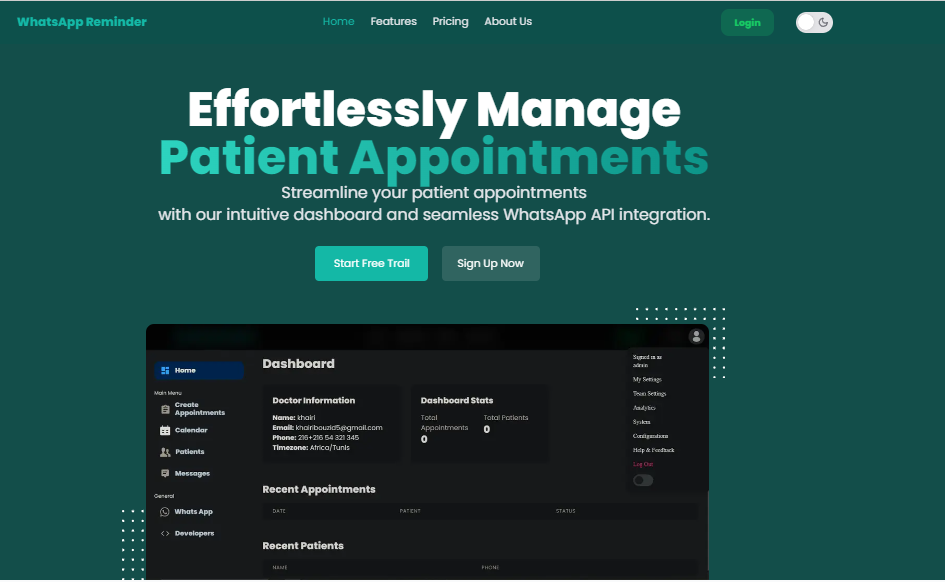 WhatsApp Reminder
Home Features Pricing About Us
Login
Effortlessly Manage
Patient Appointments
Streamline your patient appointments
with our intuitive dashboard and seamless WhatsApp API integration.
Start Free Trail Sign Up Now
Home
Main Menu
Create
Appointments
Calendar
Patients
Messages
General
Whats App
Developers
Dashboard
Doctor Information
Name: khairi
Email: khairibouzid5@gmail.com
Phone: 216+216 54 321 345
Timezone: Africa/Tunis
Dashboard Stats
Total
Appointments
0
Total Patients
0
Recent Appointments
DATE PATIENT STATUS
Recent Patients
NAME PHONE
Signed in as
admin
My Settings
Team Settings
Analytics
System
Configurations
Help & Feedback
Log Out